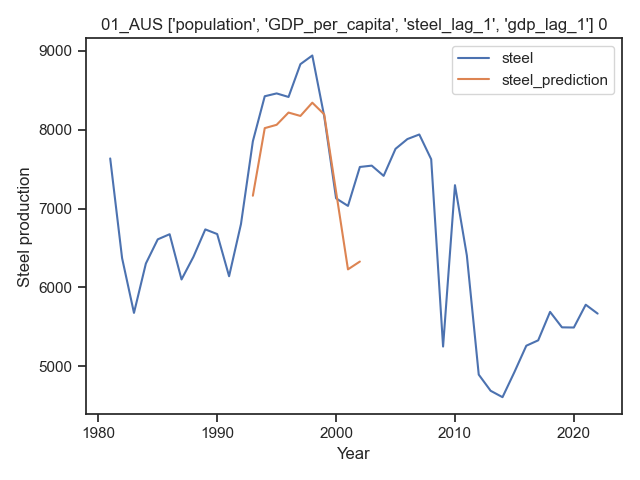 01_AUS ['population', 'GDP_per_capita', 'steel_lag_1', 'gdp_lag_1'] 0
steel
steel_prediction
9000
8000
7000
6000
5000
Steel production
1980 1990 2000 2010 2020
Year